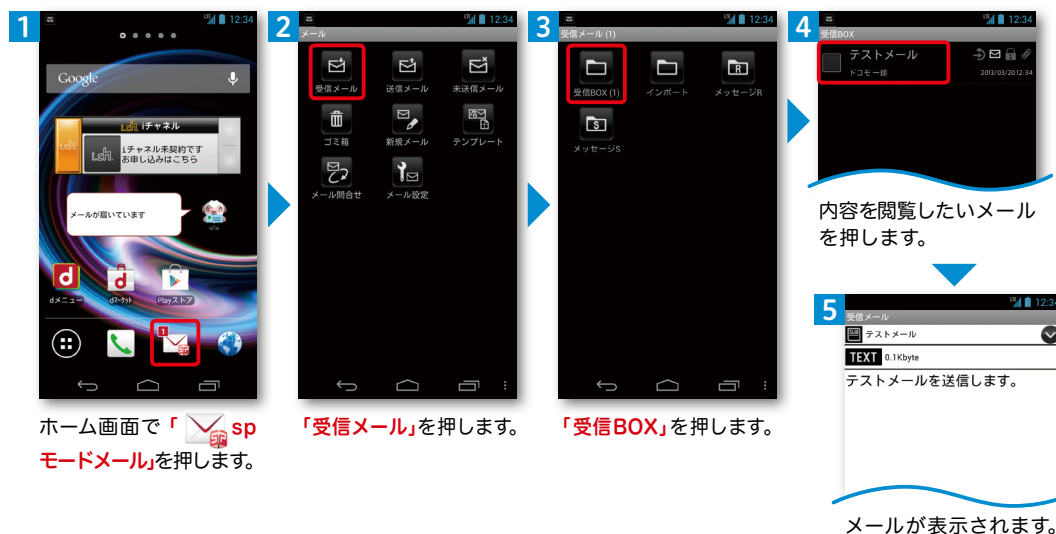 1
12:34
Google
i.ch. iチャネル
i.ch.
iチャネル未契約です
お申し込みはこちら
メールが届いています
dメニュー
dマーケット
Playストア
1
ホーム画面で「 sp
モードメール」を押します。
2
12:34
メール
受信メール
送信メール
未送信メール
ゴミ箱
新規メール
テンプレート
メール問合せ
メール設定
「受信メール」を押します。
3
12:34
受信メール (1)
受信BOX (1)
インポート
メッセージR
メッセージS
「受信BOX」を押します。
4
12:34
受信BOX
テストメール
ドコモ一郎
2013/03/20 12:34
内容を閲覧したいメール
を押します。
5
12:34
受信メール
SUB テストメール
TEXT 0.1Kbyte
テストメールを送信します。
メールが表示されます。